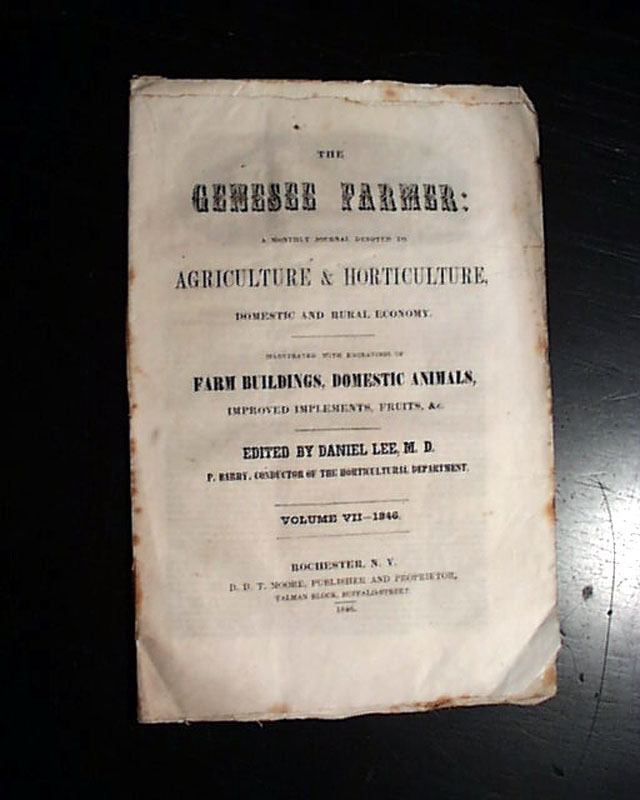 THE
GENESEE FARMER:
A MONTHLY JOURNAL DEVOTED TO
AGRICULTURE & HORTICULTURE,
DOMESTIC AND RURAL ECONOMY.
ILLUSTRATED WITH ENGRAVINGS OF
FARM BUILDINGS, DOMESTIC ANIMALS,
IMPROVED IMPLEMENTS, FRUITS, &c.
EDITED BY DANIEL LEE, M. D.
P. BARRY, CONDUCTOR OF THE HORTICULTURAL DEPARTMENT.
VOLUME VII—1846.
ROCHESTER, N. Y.
D. D. T. MOORE, PUBLISHER AND PROPRIETOR,
TALMAN BLOCK, BUFFALO-STREET.
1846.